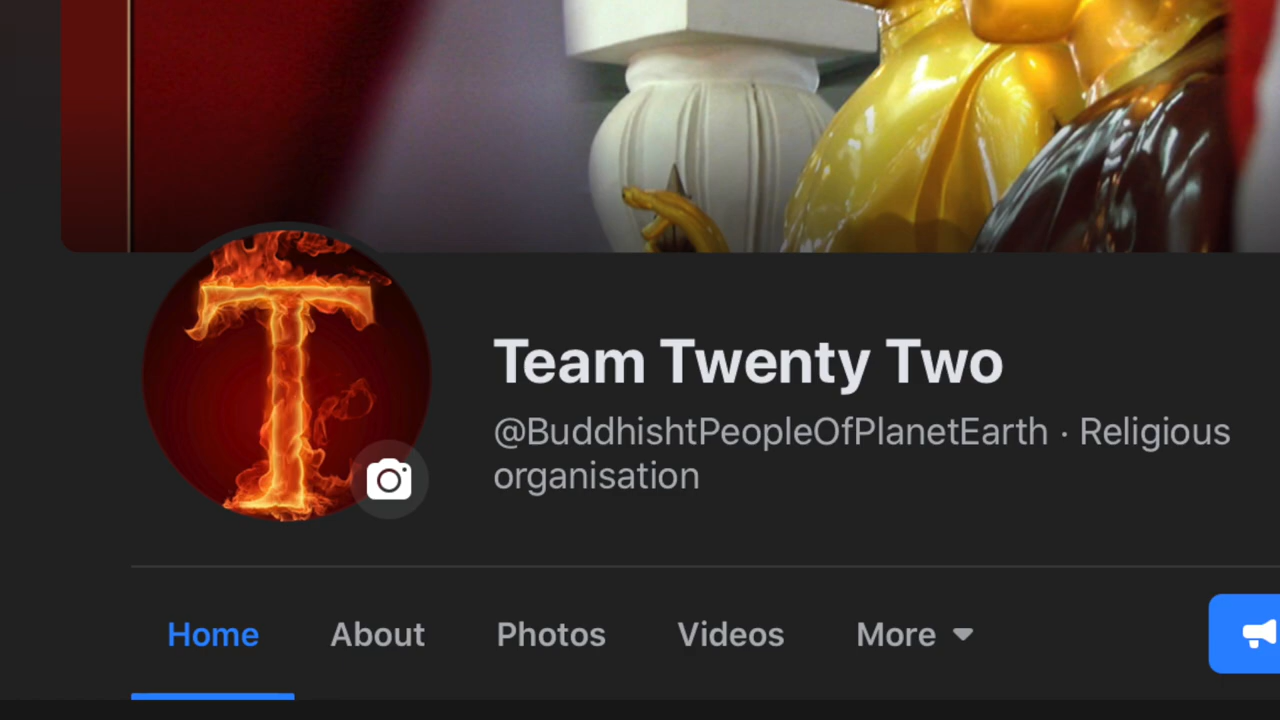 T
Team Twenty Two
@BuddhishtPeopleOfPlanetEarth · Religious
organisation
Home About Photos Videos More